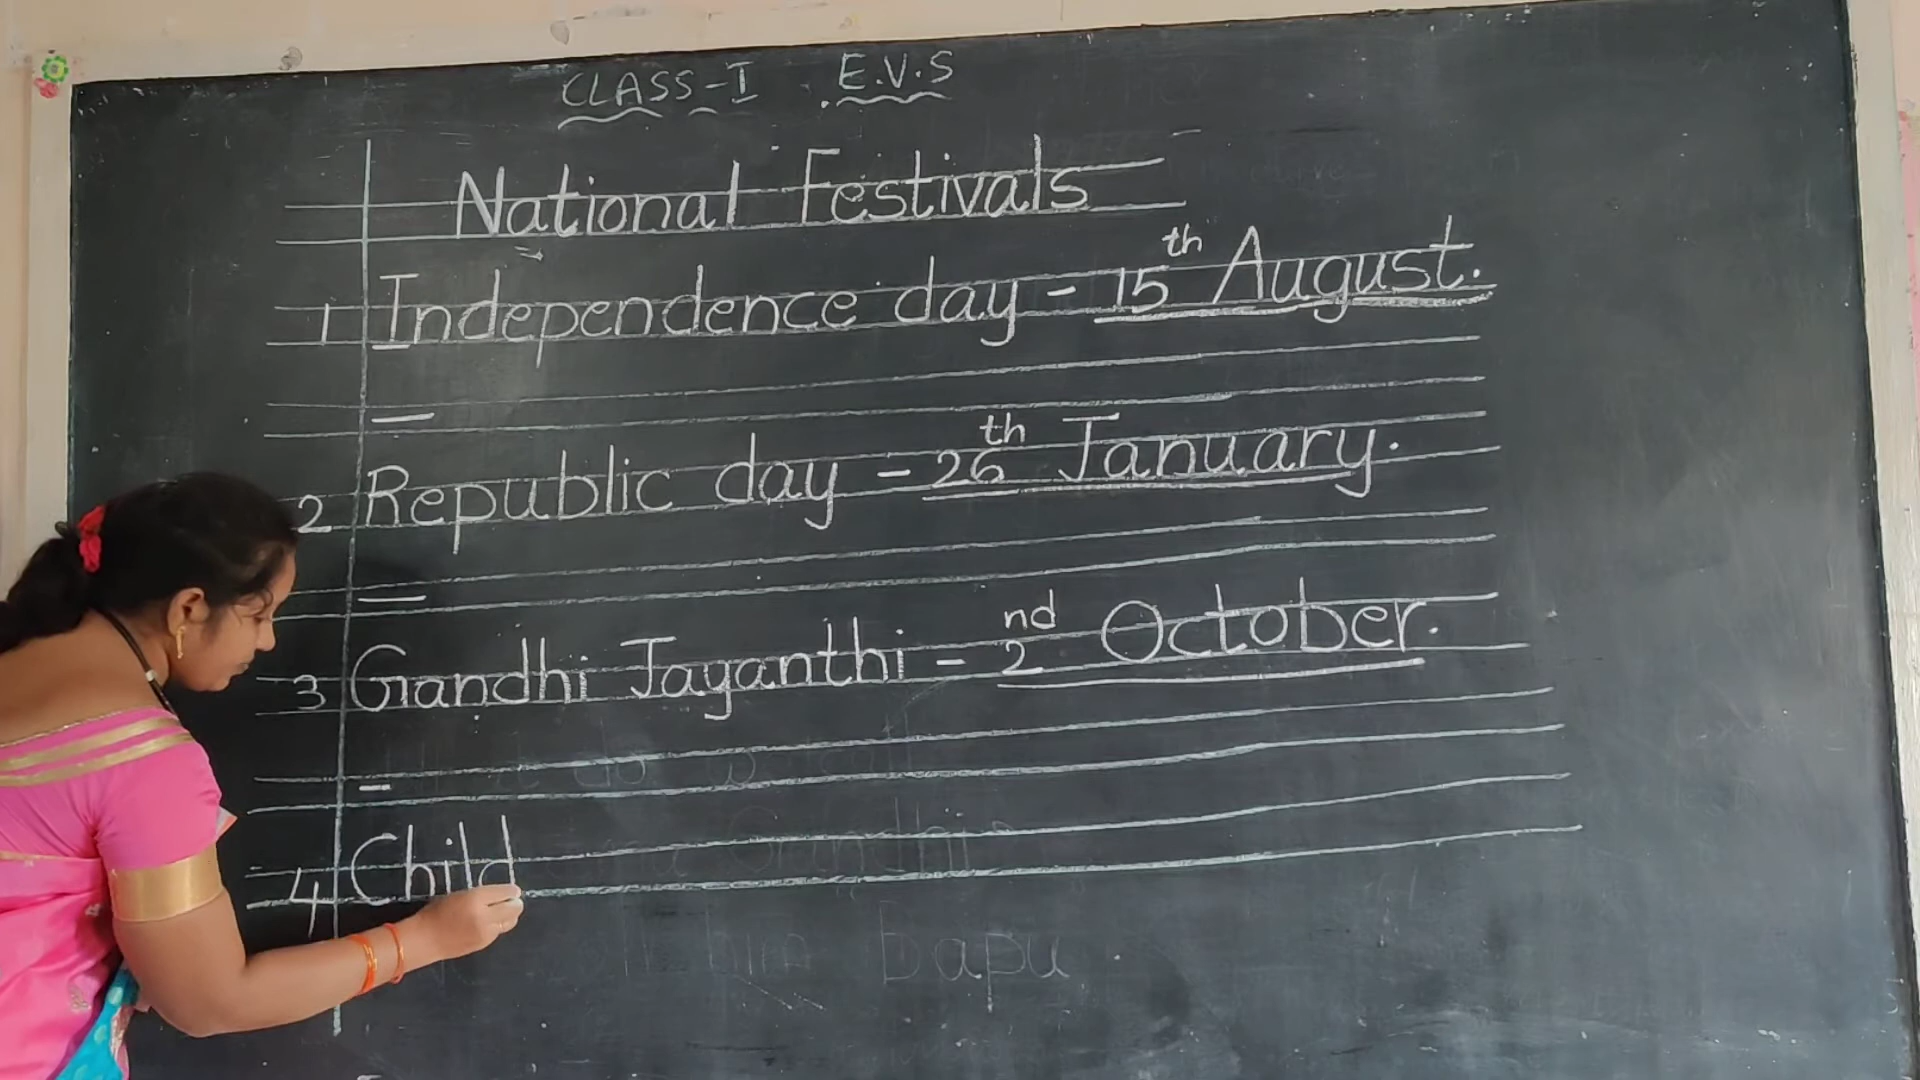 CLASS-I E.V.S
National Festivals
1 Independence day - 15th August.
2 Republic day - 26th January.
3 Gandhi Jayanthi - 2nd October.
4 Child
Bapu